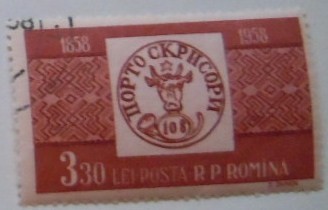 1858 1958
ПОРТО СКРИСОРИ
108
3.30 LEI POSTA·R·P·ROMINA